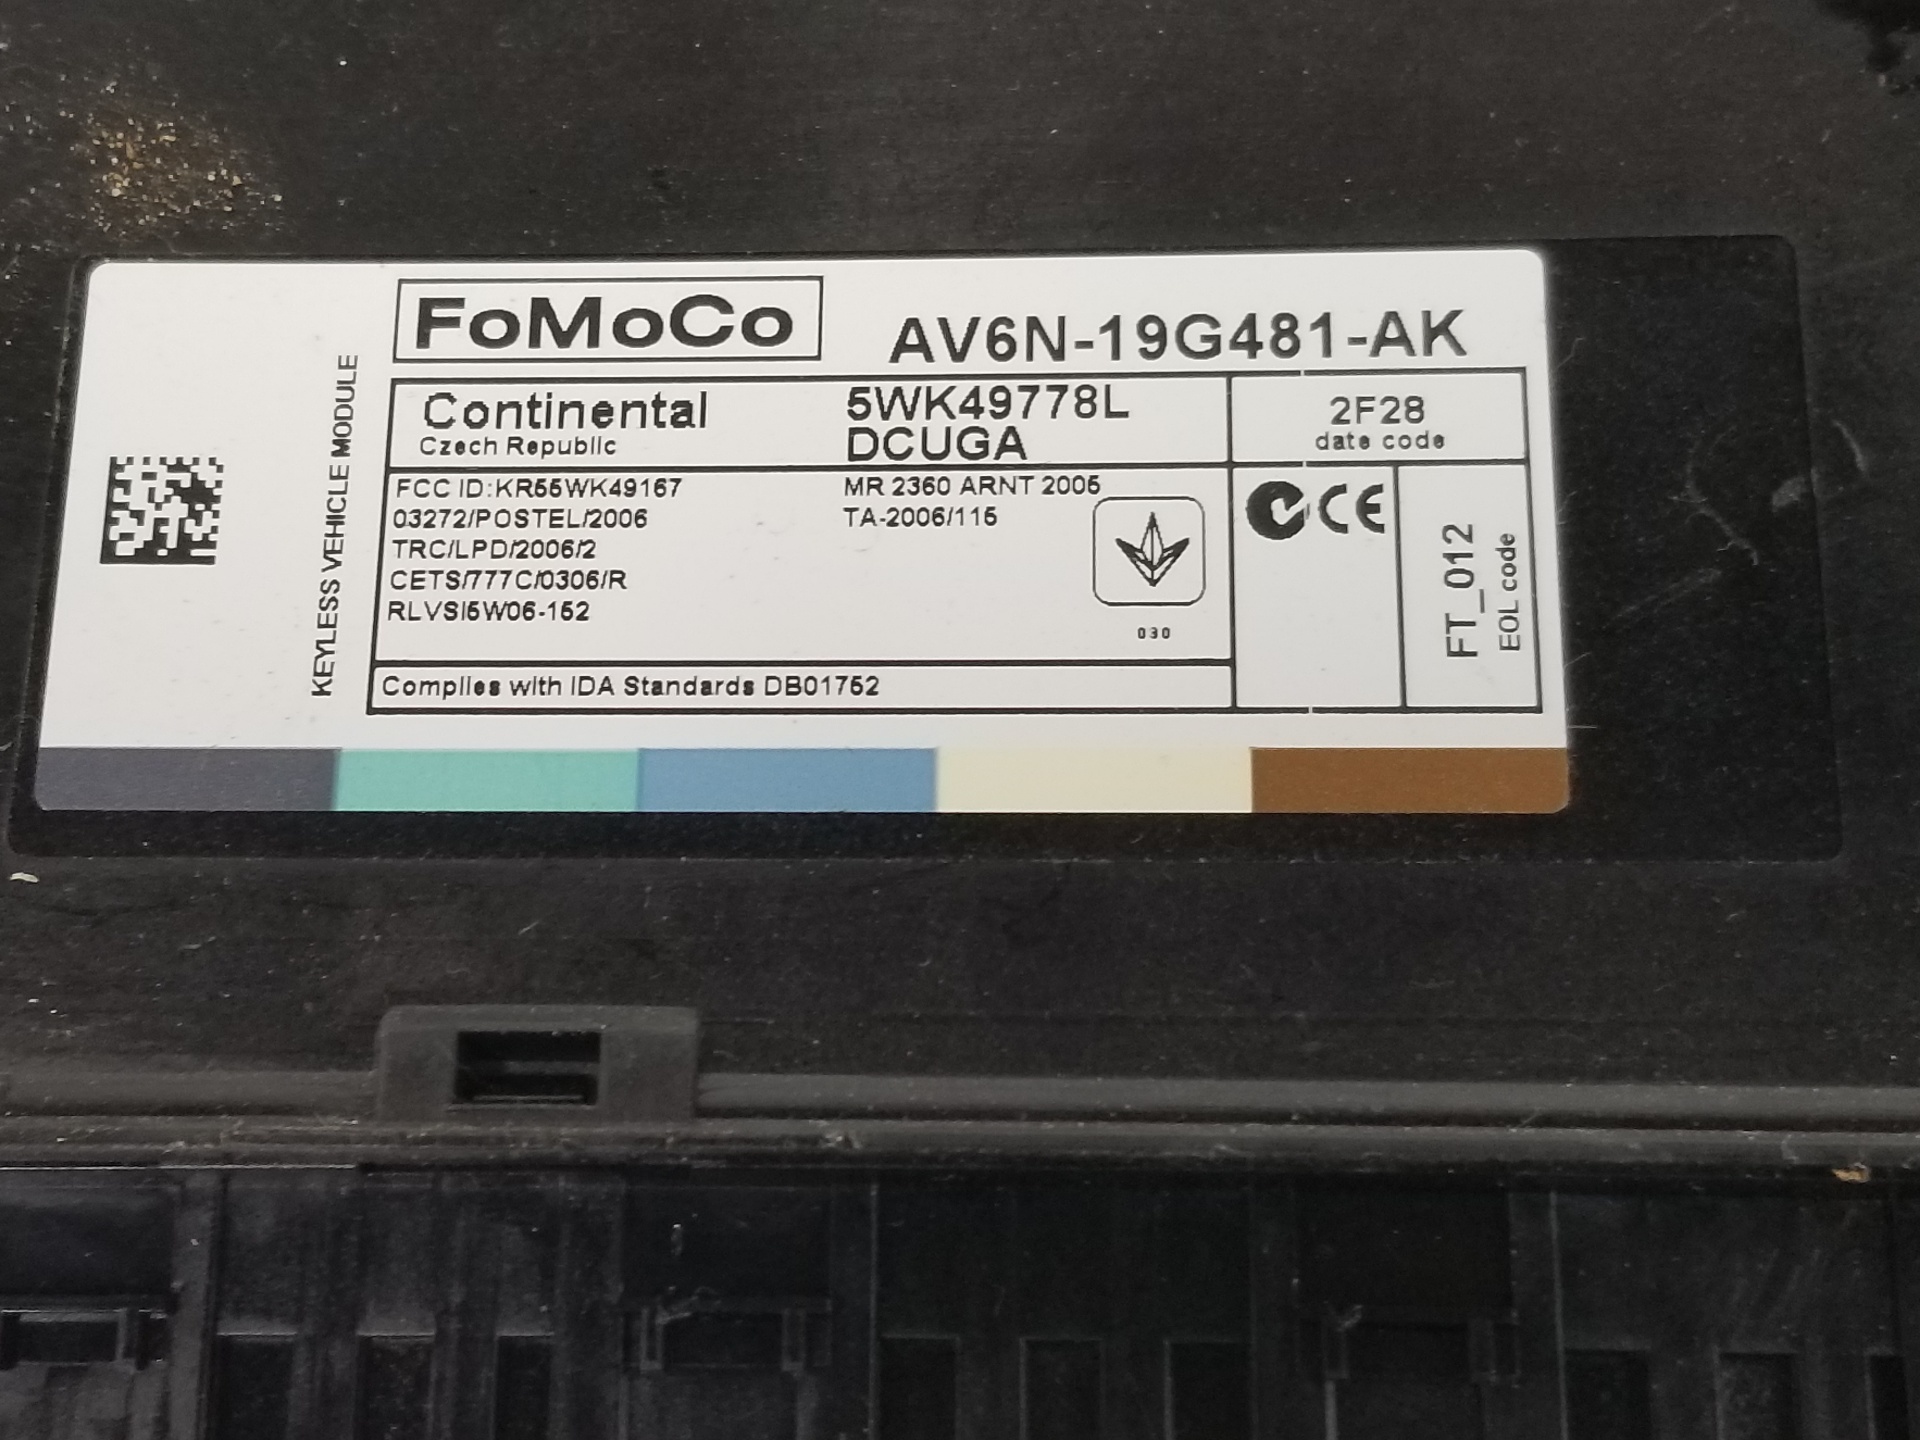 FoMoCo
AV6N-19G481-AK
KEYLESS VEHICLE MODULE
Continental
Czech Republic
5WK49778L
DCUGA
2F28
date code
FCC ID:KR55WK49167
03272/POSTEL/2006
TRC/LPD/2006/2
CETS/777C/0306/R
RLVSI5W06-152
MR 2360 ARNT 2005
TA-2006/115
030
CE
FT_012
EOL code
Complies with IDA Standards DB01752